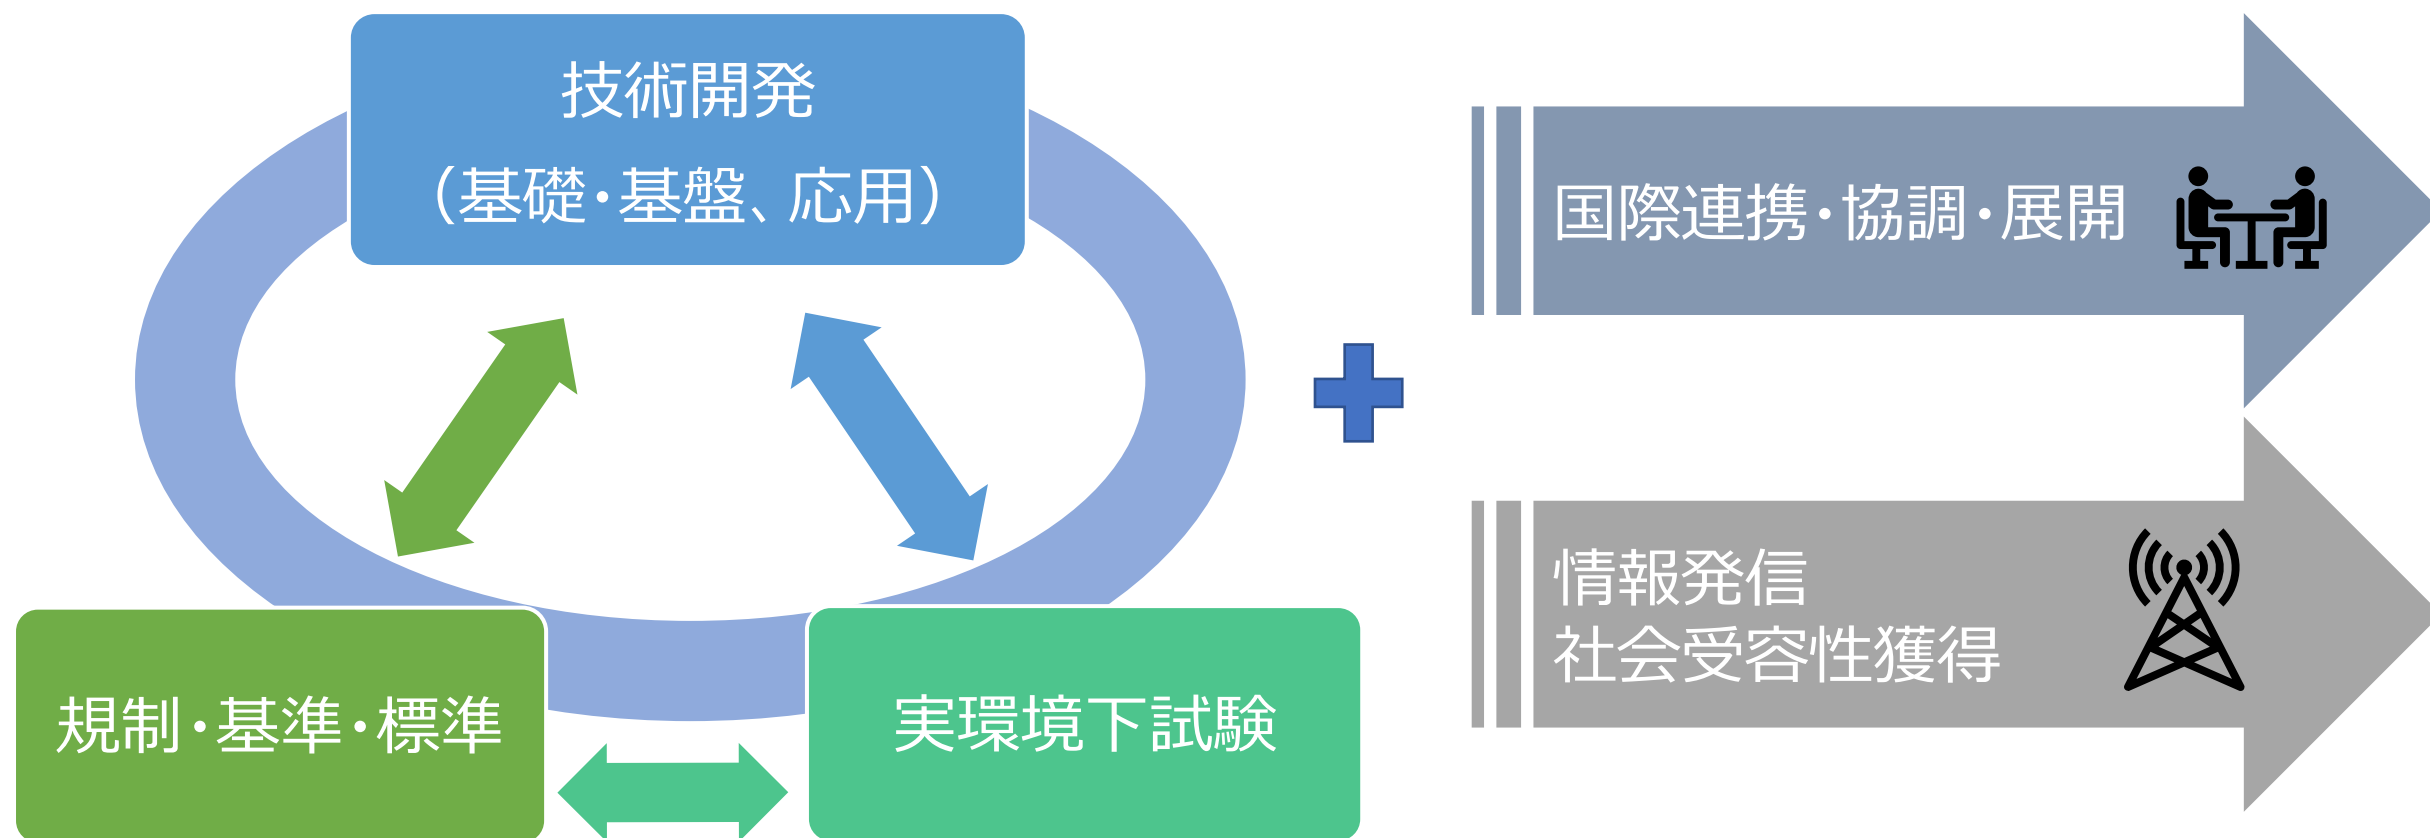 技術開発
（基礎・基盤、応用）
規制・基準・標準
実環境下試験
国際連携・協調・展開
情報発信
社会受容性獲得